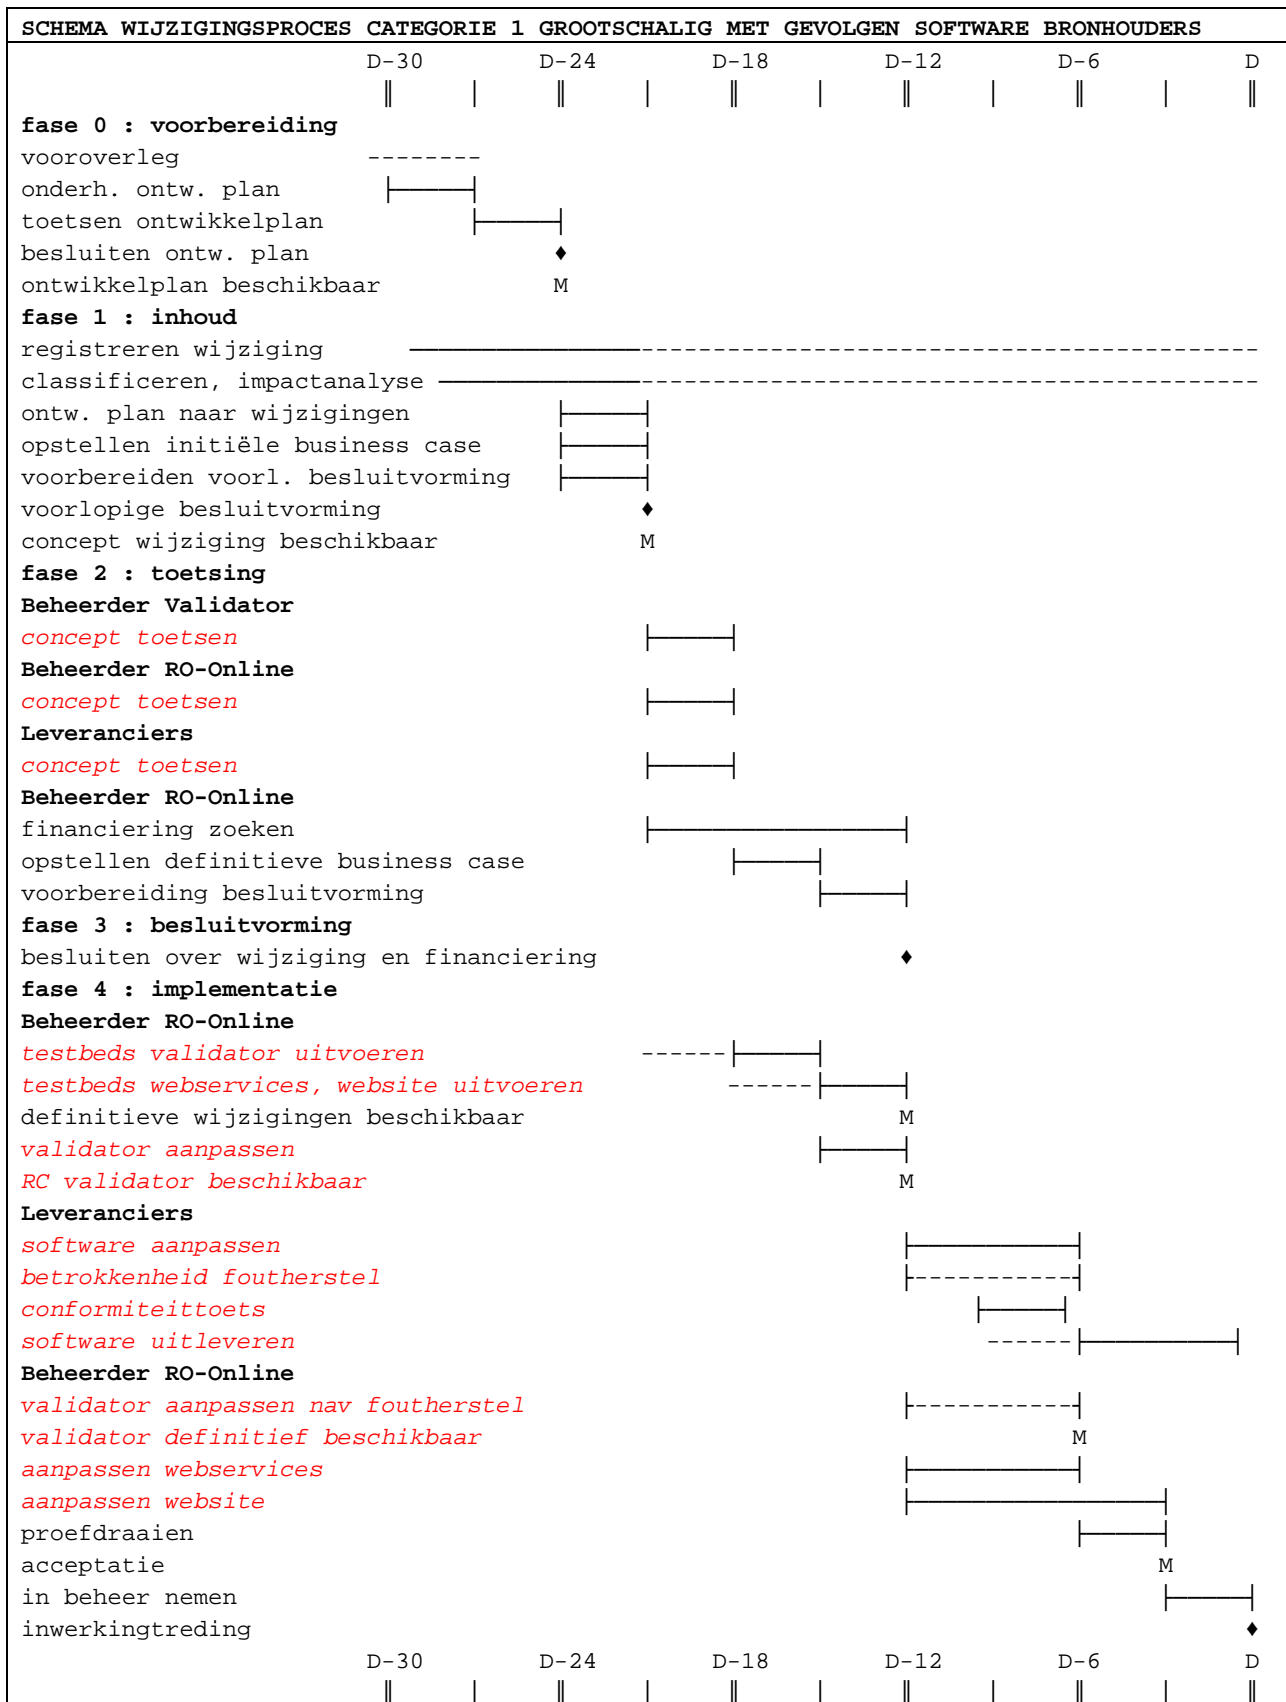 SCHEMA WIJZIGINGSPROCES CATEGORIE 1 GROOTSCHALIG MET GEVOLGEN SOFTWARE BRONHOUDERS
D-30 D-24 D-18 D-12 D-6 D
fase 0 : voorbereiding
vooroverleg
onderh. ontw. plan
toetsen ontwikkelplan
besluiten ontw. plan ♦
ontwikkelplan beschikbaar M
fase 1 : inhoud
registreren wijziging
classificeren, impactanalyse
ontw. plan naar wijzigingen
opstellen initiële business case
voorbereiden voorl. besluitvorming
voorlopige besluitvorming ♦
concept wijziging beschikbaar M
fase 2 : toetsing
Beheerder Validator
concept toetsen
Beheerder RO-Online
concept toetsen
Leveranciers
concept toetsen
Beheerder RO-Online
financiering zoeken
opstellen definitieve business case
voorbereiding besluitvorming
fase 3 : besluitvorming
besluiten over wijziging en financiering ♦
fase 4 : implementatie
Beheerder RO-Online
testbeds validator uitvoeren
testbeds webservices, website uitvoeren
definitieve wijzigingen beschikbaar M
validator aanpassen
RC validator beschikbaar M
Leveranciers
software aanpassen
betrokkenheid foutherstel
conformiteittoets
software uitleveren
Beheerder RO-Online
validator aanpassen nav foutherstel
validator definitief beschikbaar M
aanpassen webservices
aanpassen website
proefdraaien
acceptatie M
in beheer nemen
inwerkingtreding ♦
D-30 D-24 D-18 D-12 D-6 D